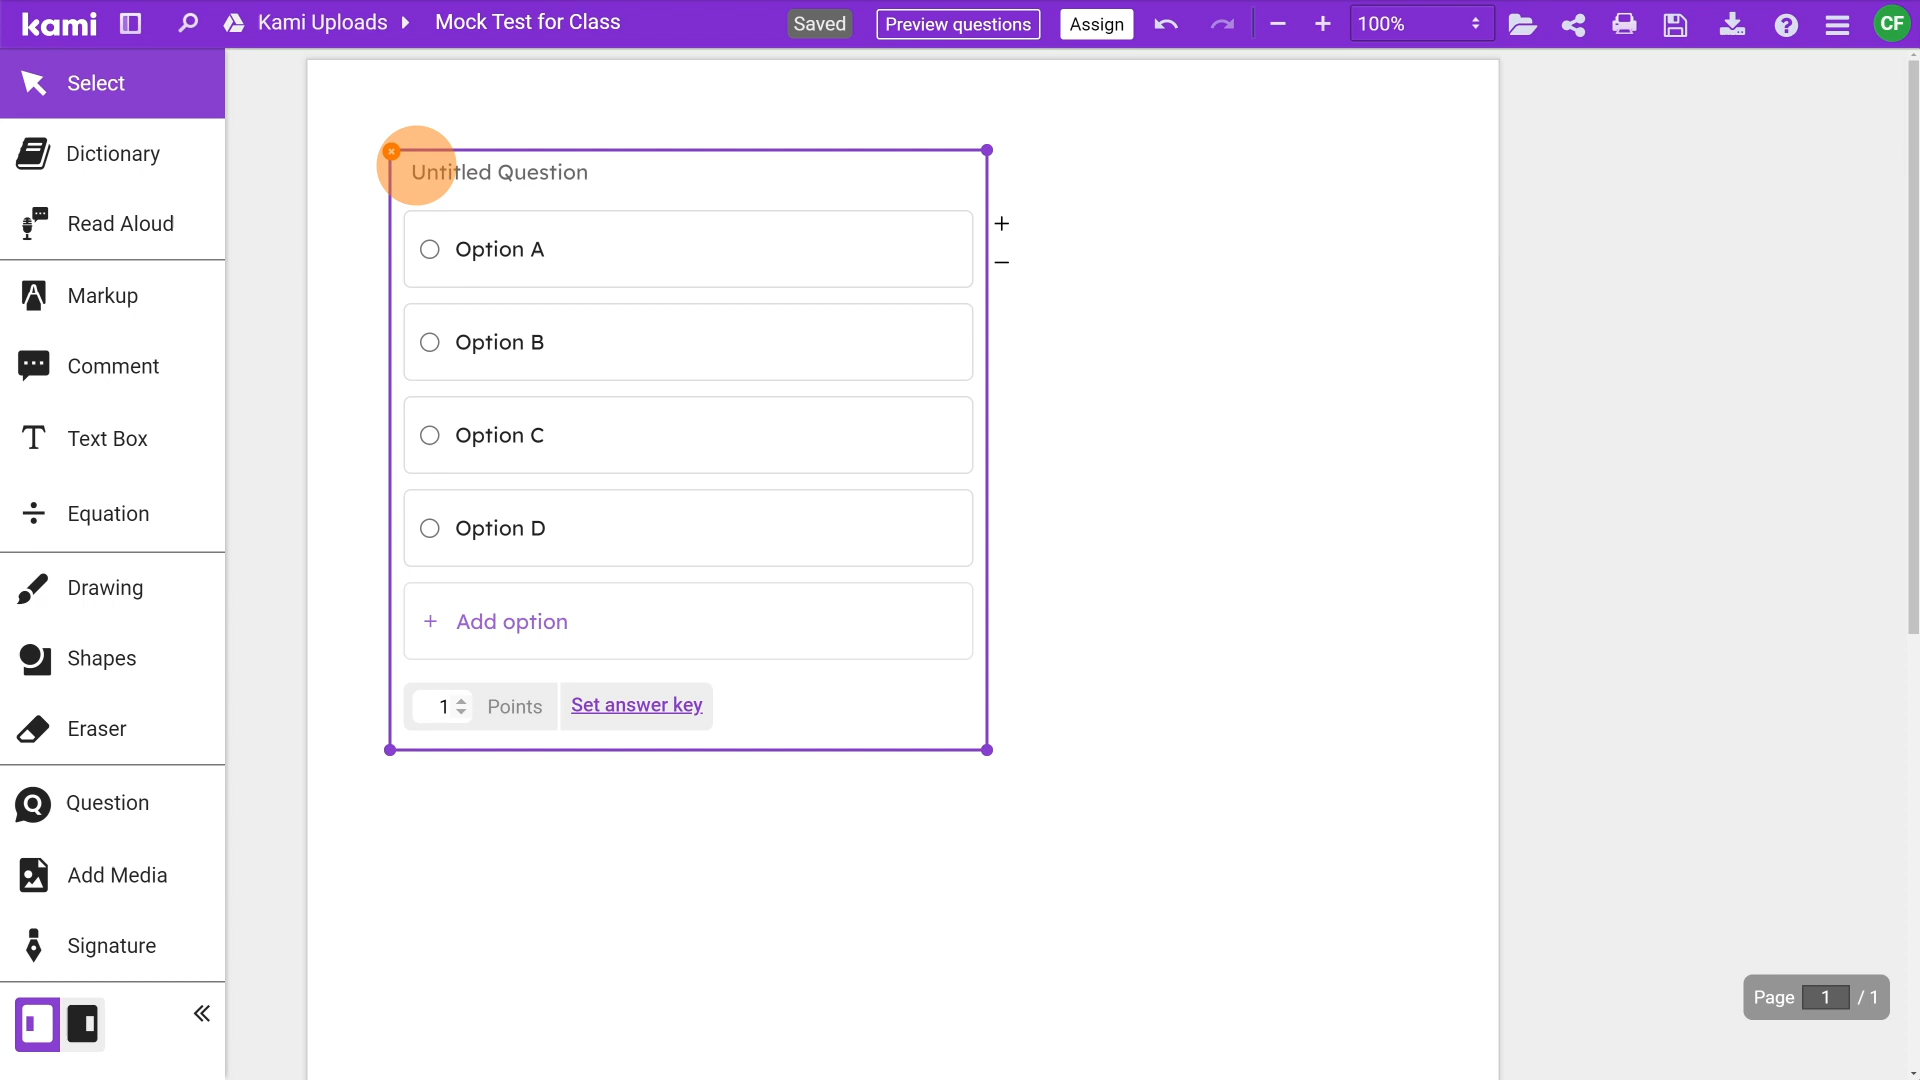 kami
Kami Uploads
Mock Test for Class
Saved
Preview questions
Assign
100%
CF
Select
Dictionary
Read Aloud
Markup
Comment
Text Box
Equation
Drawing
Shapes
Eraser
Question
Add Media
Signature
Untitled Question
Option A
Option B
Option C
Option D
+ Add option
1 Points Set answer key
Page 1 / 1